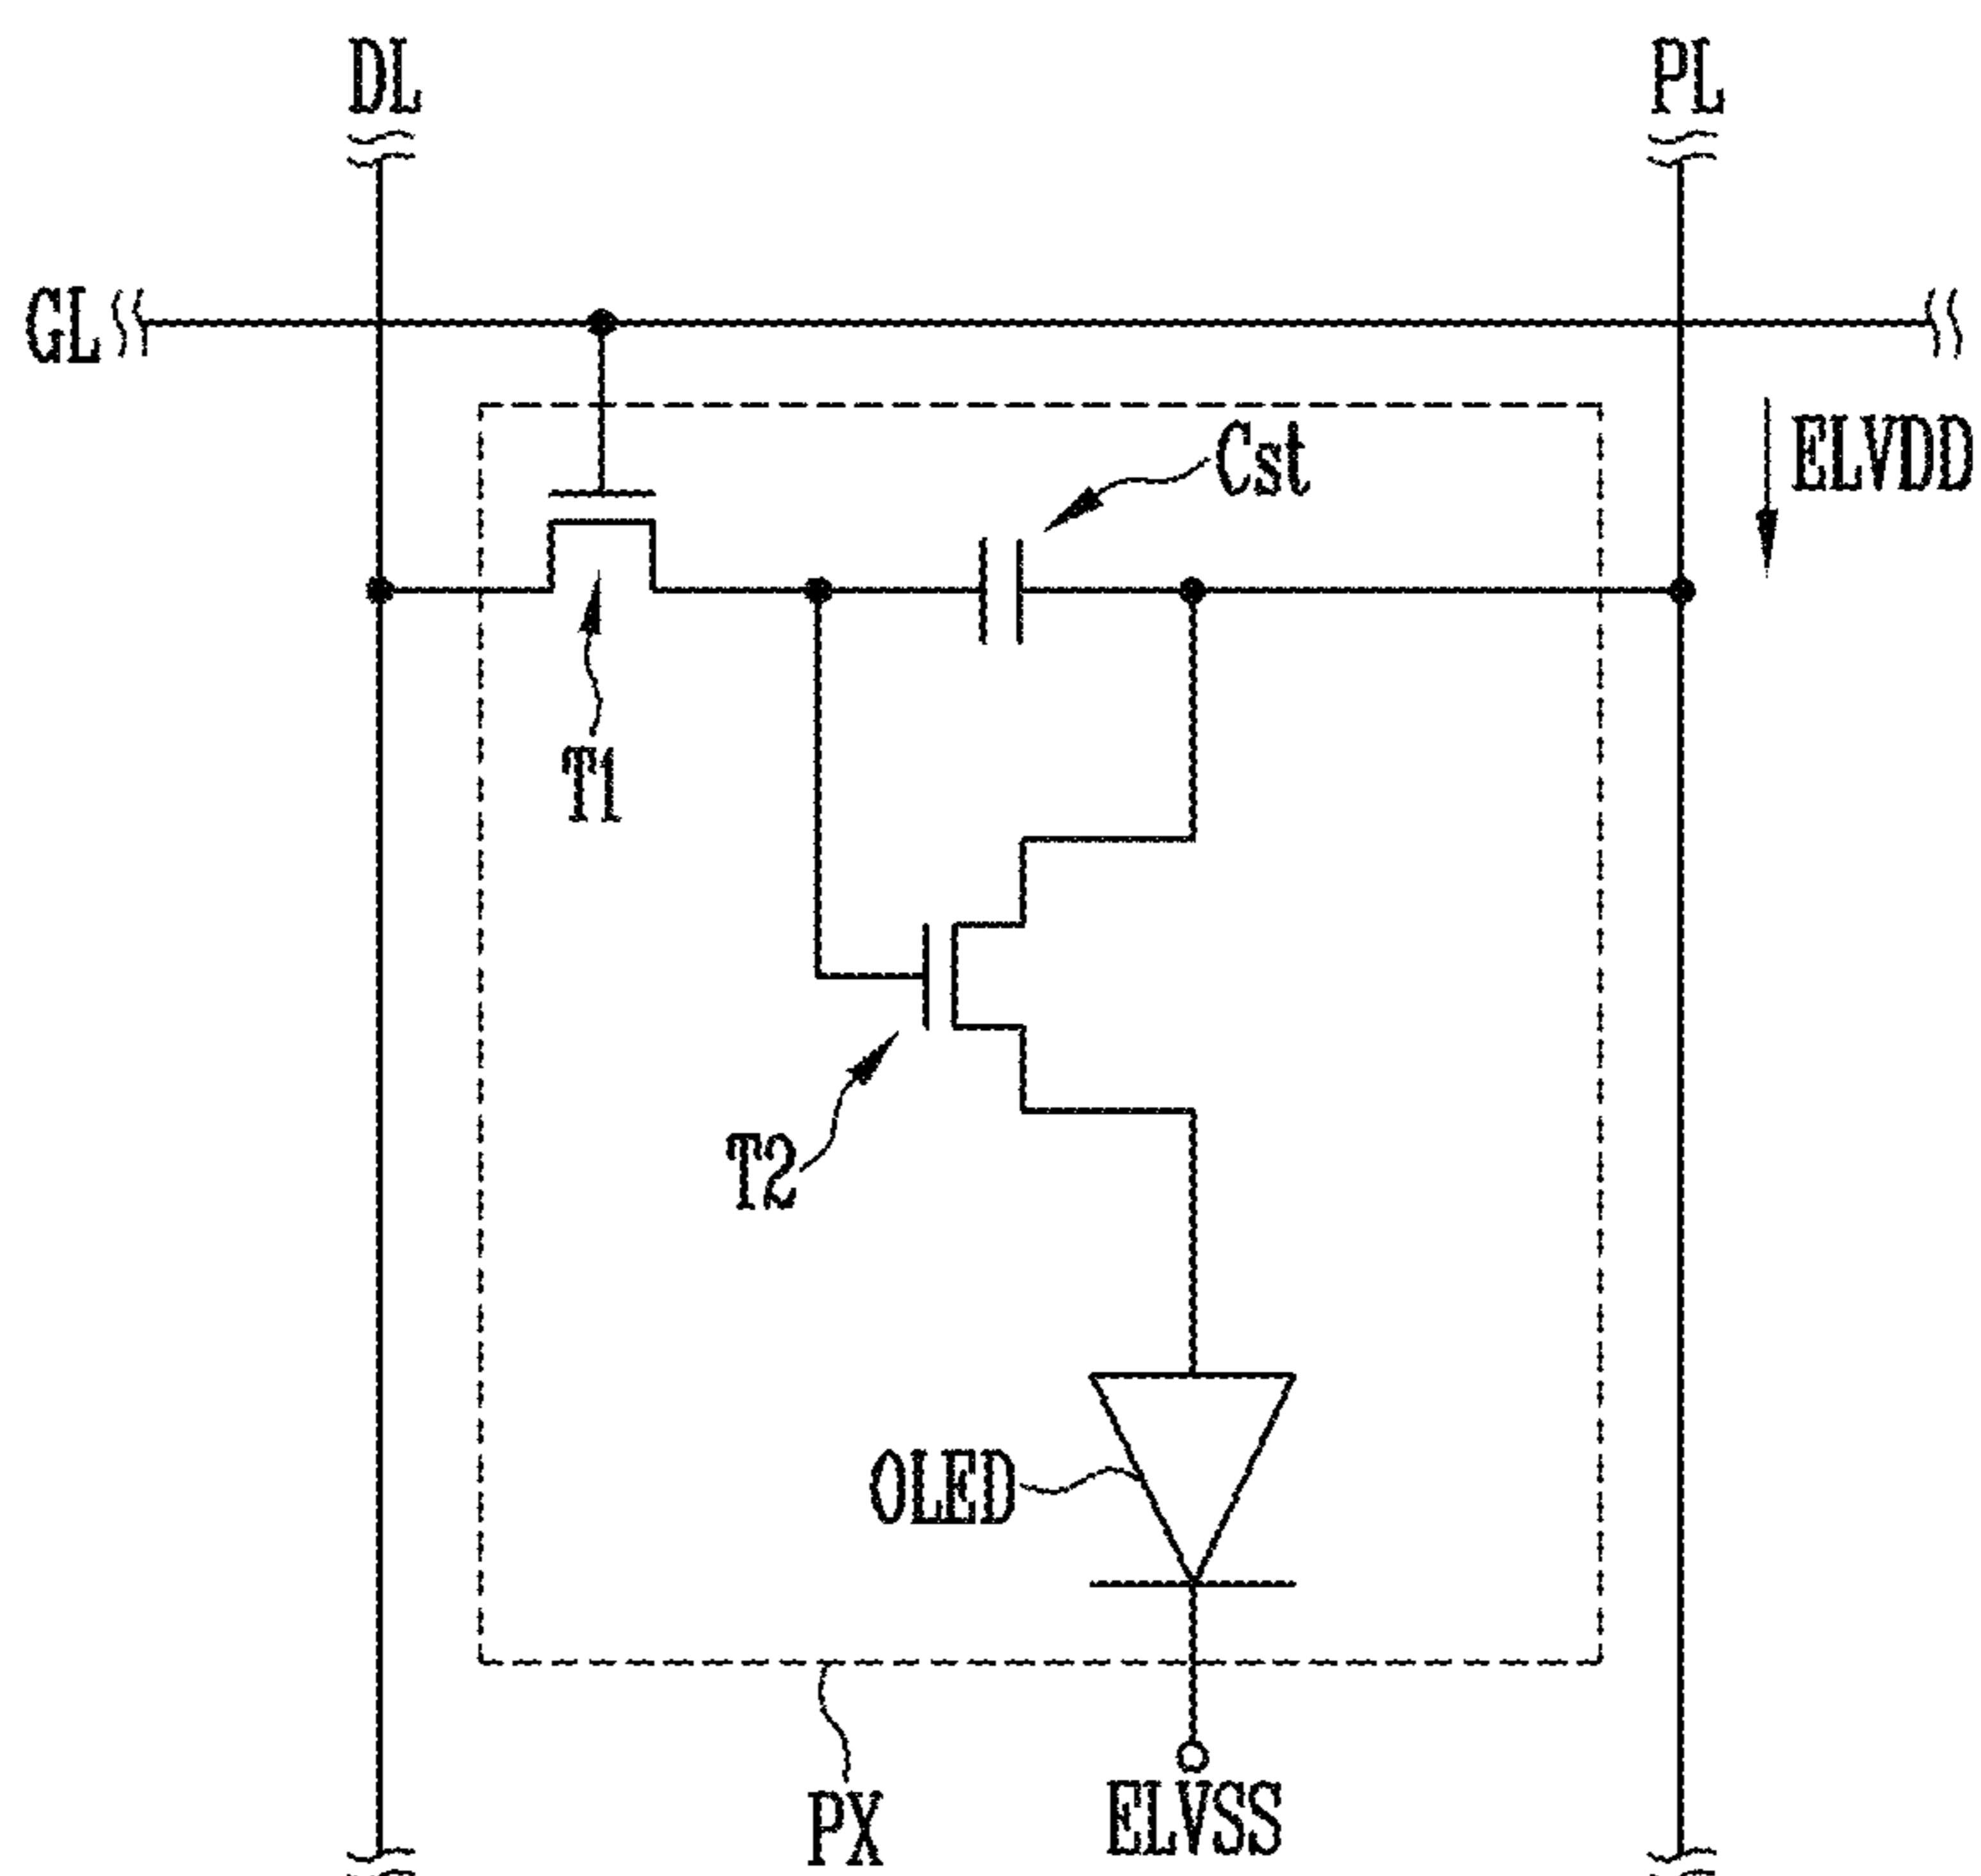 DL
PL
GL
Cst
ELVDD
T1
T2
OLED
PX
ELVSS